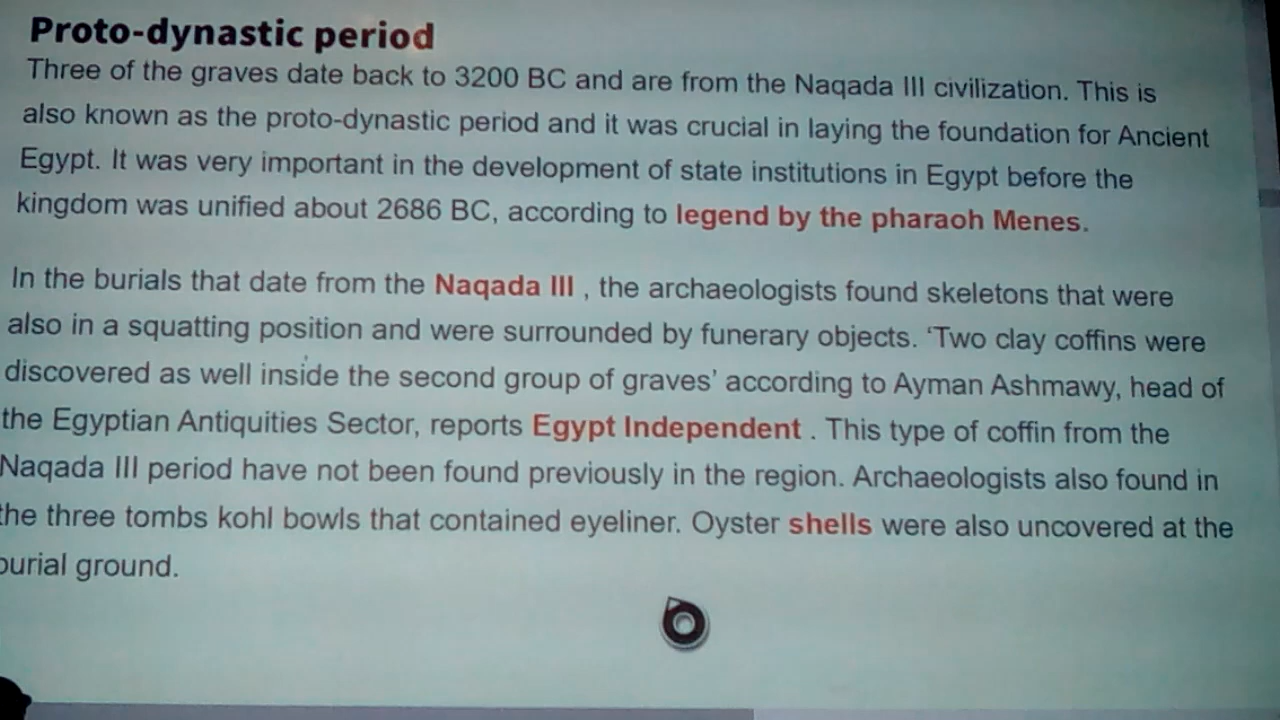 Proto-dynastic period
Three of the graves date back to 3200 BC and are from the Naqada III civilization. This is
also known as the proto-dynastic period and it was crucial in laying the foundation for Ancient
Egypt. It was very important in the development of state institutions in Egypt before the
kingdom was unified about 2686 BC, according to legend by the pharaoh Menes.
In the burials that date from the Naqada III , the archaeologists found skeletons that were
also in a squatting position and were surrounded by funerary objects. ‘Two clay coffins were
discovered as well inside the second group of graves’ according to Ayman Ashmawy, head of
the Egyptian Antiquities Sector, reports Egypt Independent . This type of coffin from the
Naqada III period have not been found previously in the region. Archaeologists also found in
the three tombs kohl bowls that contained eyeliner. Oyster shells were also uncovered at the
burial ground.